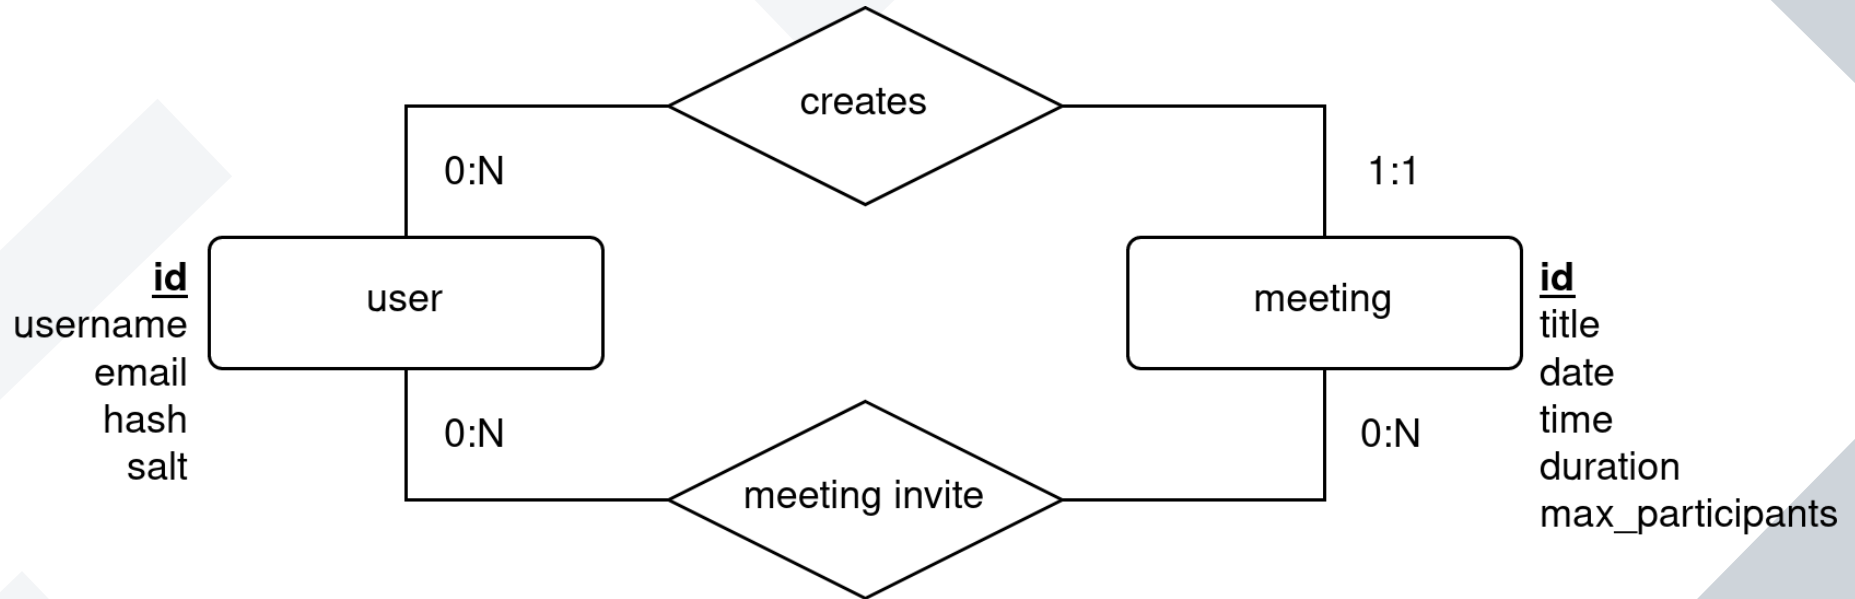 creates
0:N
1:1
id
username
email
hash
salt
user
meeting
id
title
date
time
duration
max_participants
0:N
0:N
meeting invite